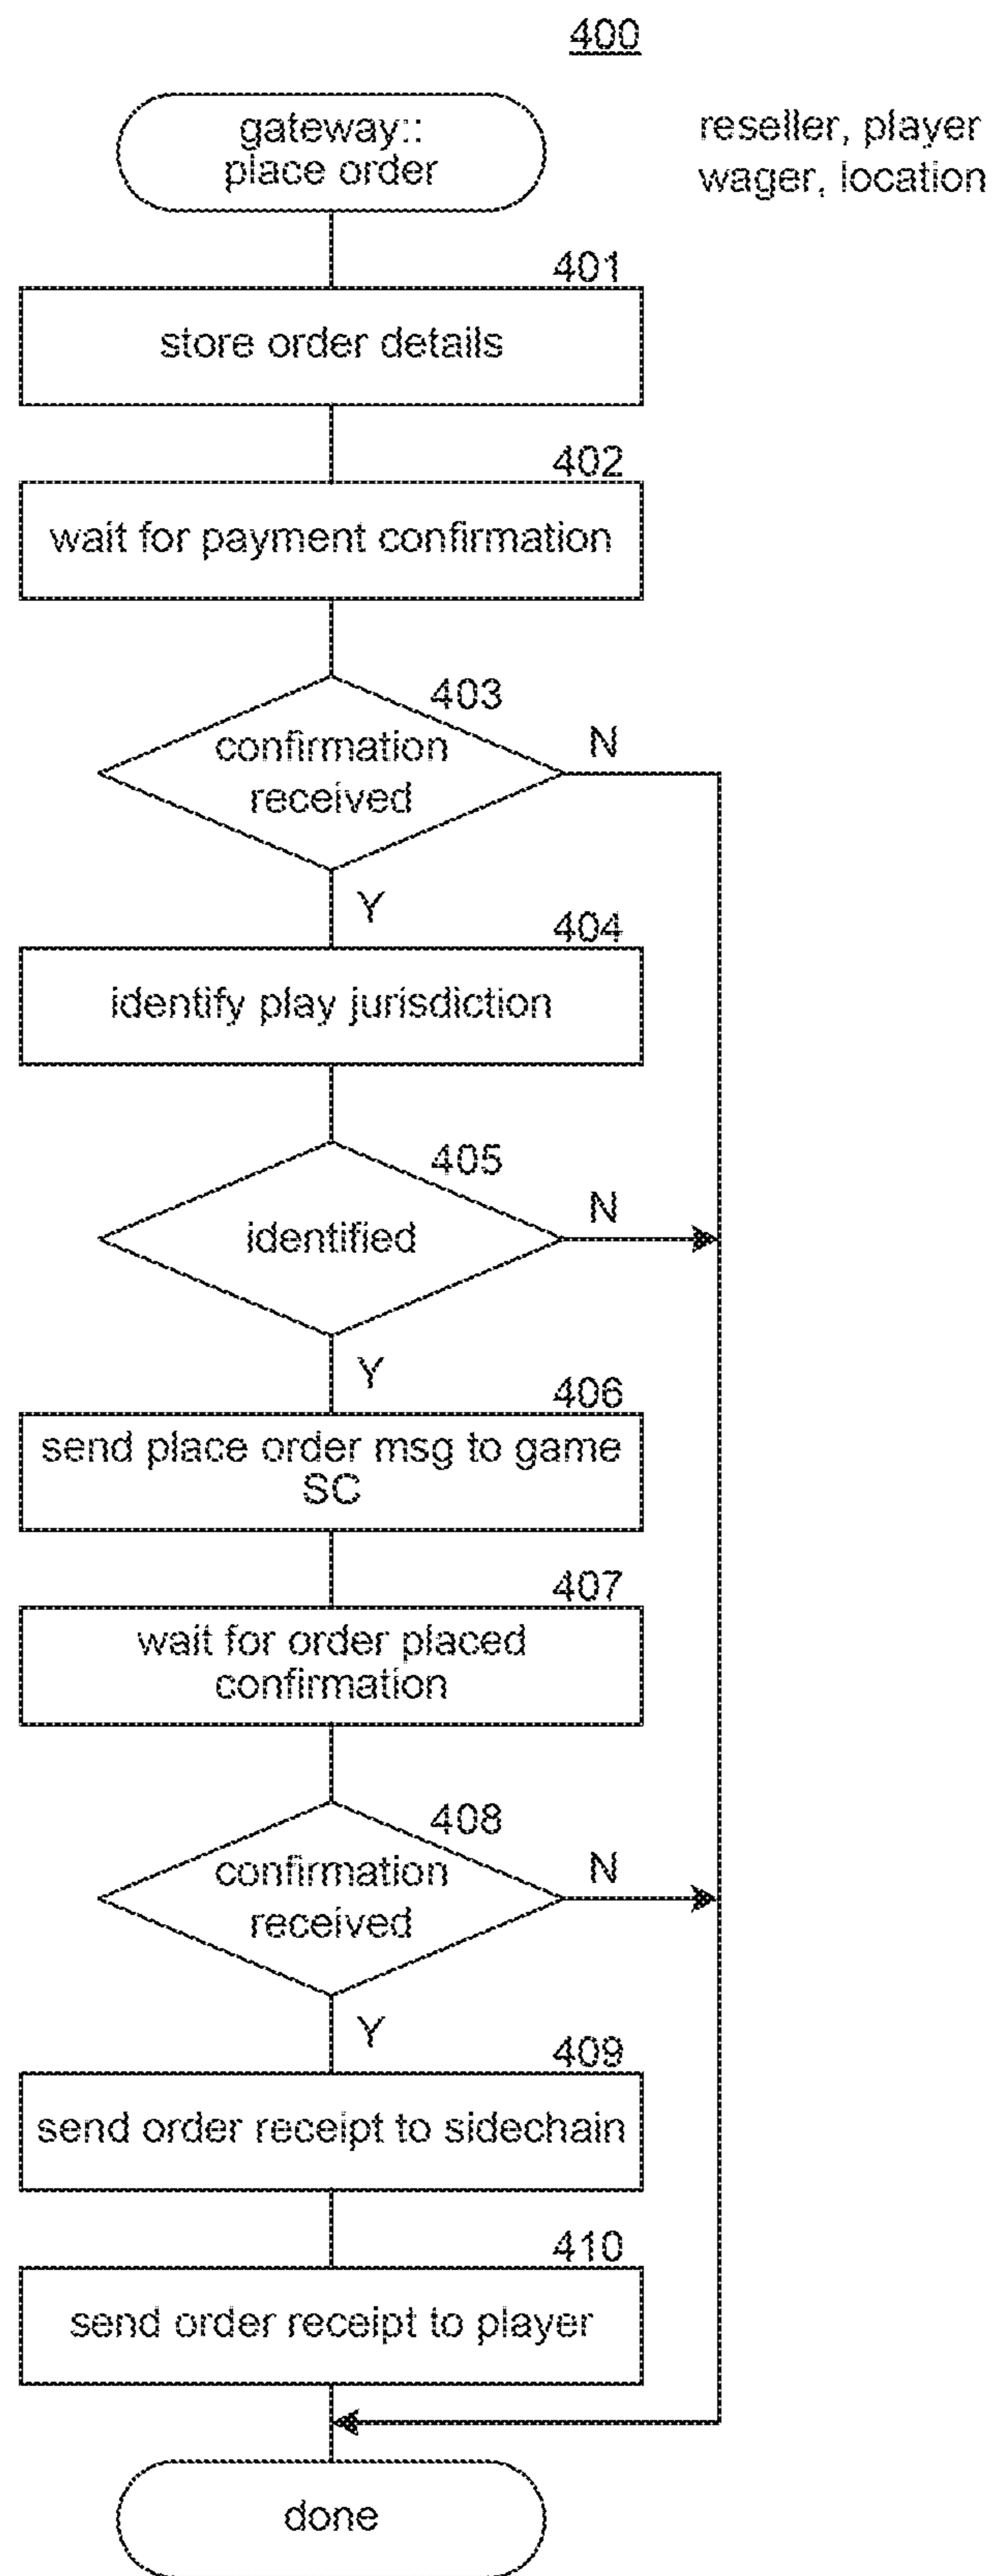 400
gateway::
place order
reseller, player
wager, location
401
store order details
402
wait for payment confirmation
403
confirmation
received
N
Y
404
identify play jurisdiction
405
identified
N
Y
406
send place order msg to game
SC
407
wait for order placed
confirmation
408
confirmation
received
N
Y
409
send order receipt to sidechain
410
send order receipt to player
done